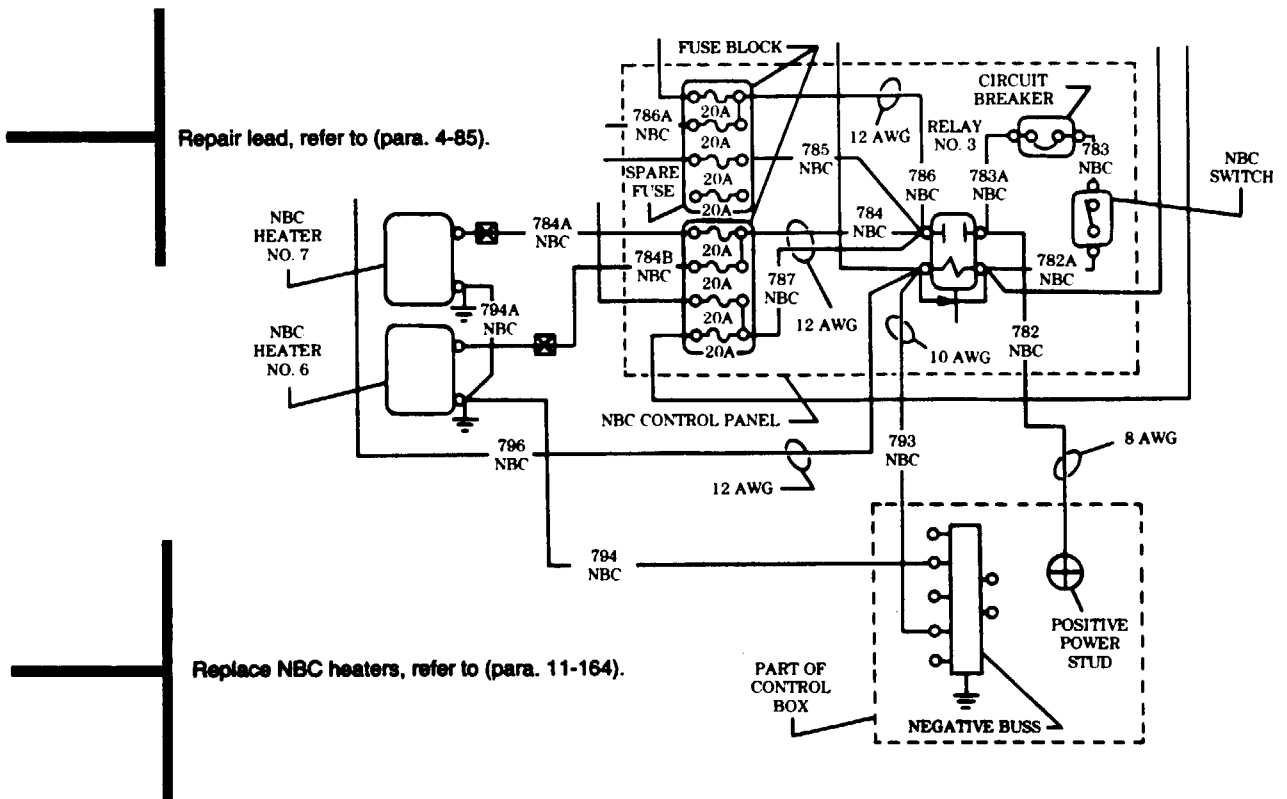 FUSE BLOCK
CIRCUIT
BREAKER
20A
786A
NBC
20A
12 AWG
RELAY
NO. 3
783
NBC
Repair lead, refer to (para. 4-85).
785
NBC
20A
SPARE
FUSE
20A
786
NBC
783A
NBC
NBC
SWITCH
NBC
HEATER
NO. 7
784A
NBC
784
NBC
20A
784B
NBC
20A
787
NBC
782A
NBC
794A
NBC
20A
12 AWG
782
NBC
NBC
HEATER
NO. 6
20A
10 AWG
NBC CONTROL PANEL
796
NBC
793
NBC
8 AWG
12 AWG
794
NBC
POSITIVE
POWER
STUD
Replace NBC heaters, refer to (para. 11-164).
PART OF
CONTROL
BOX
NEGATIVE BUSS